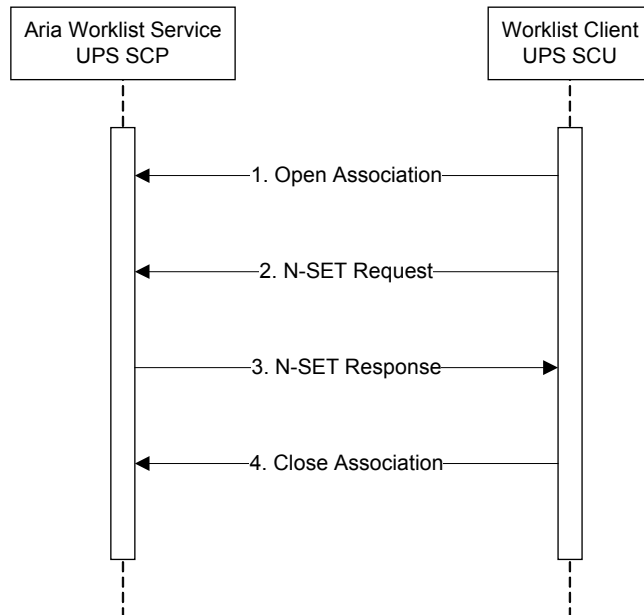 Aria Worklist Service
UPS SCP
Worklist Client
UPS SCU
1. Open Association
2. N-SET Request
3. N-SET Response
4. Close Association